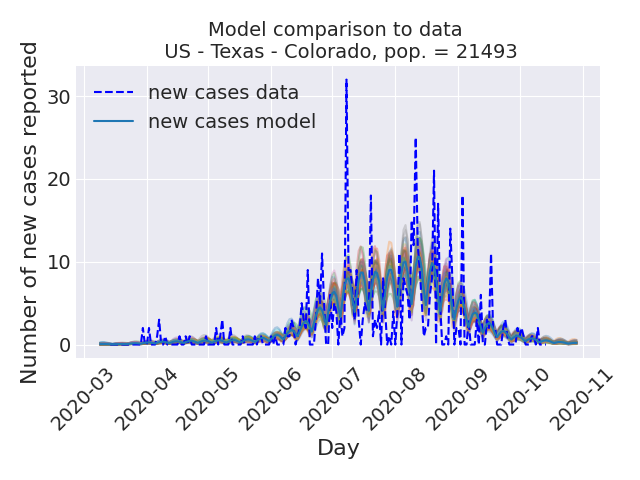 Model comparison to data
US - Texas - Colorado, pop. = 21493
Number of new cases reported
30
20
10
0
new cases data
new cases model
2020-03
2020-04
2020-05
2020-06
2020-07
2020-08
2020-09
2020-10
2020-11
Day